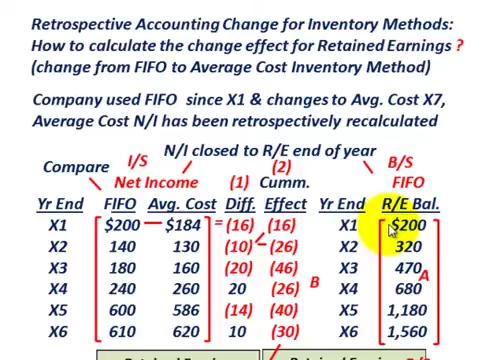 Retrospective Accounting Change for Inventory Methods:
How to calculate the change effect for Retained Earnings ?
(change from FIFO to Average Cost Inventory Method)
Company used FIFO since X1 & changes to Avg. Cost X7,
Average Cost N/I has been retrospectively recalculated
N/I closed to R/E end of year
Compare I/S (2) B/S
Net Income (1) Cumm. FIFO
Yr End FIFO Avg. Cost Diff. Effect Yr End R/E Bal.
X1 $200 $184 = (16) (16) X1 $200
X2 140 130 (10) (26) X2 320
X3 180 160 (20) (46) X3 470 A
X4 240 260 20 (26) B X4 680
X5 600 586 (14) (40) X5 1,180
X6 610 620 10 (30) X6 1,560